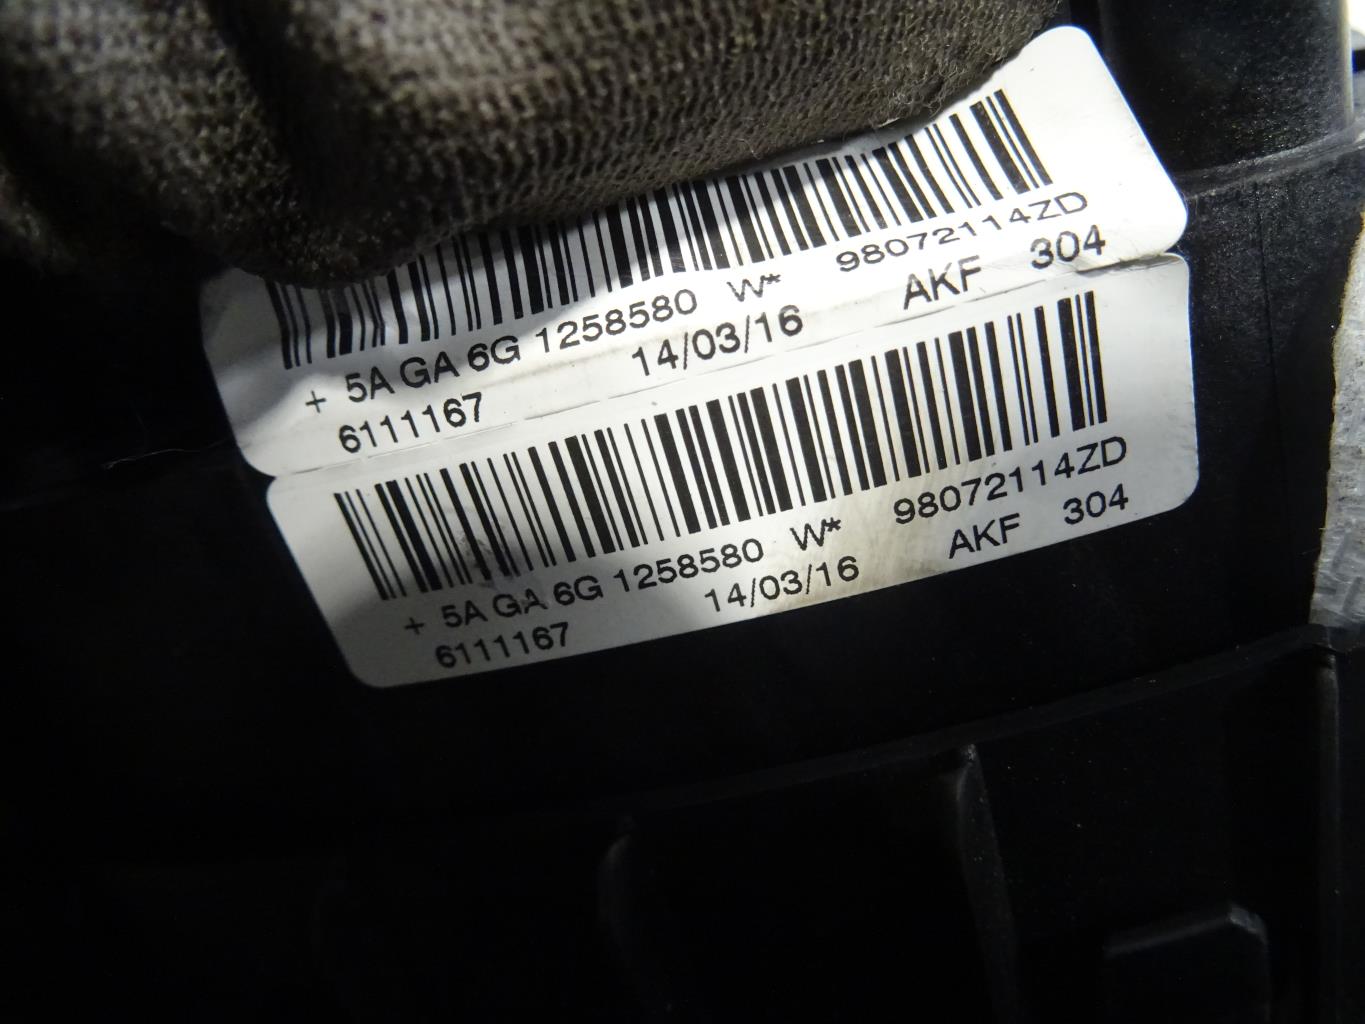 + 5A GA 6G 1258580 W* 98072114ZD
6111167 14/03/16 AKF 304
+ 5A GA 6G 1258580 W* 98072114ZD
6111167 14/03/16 AKF 304